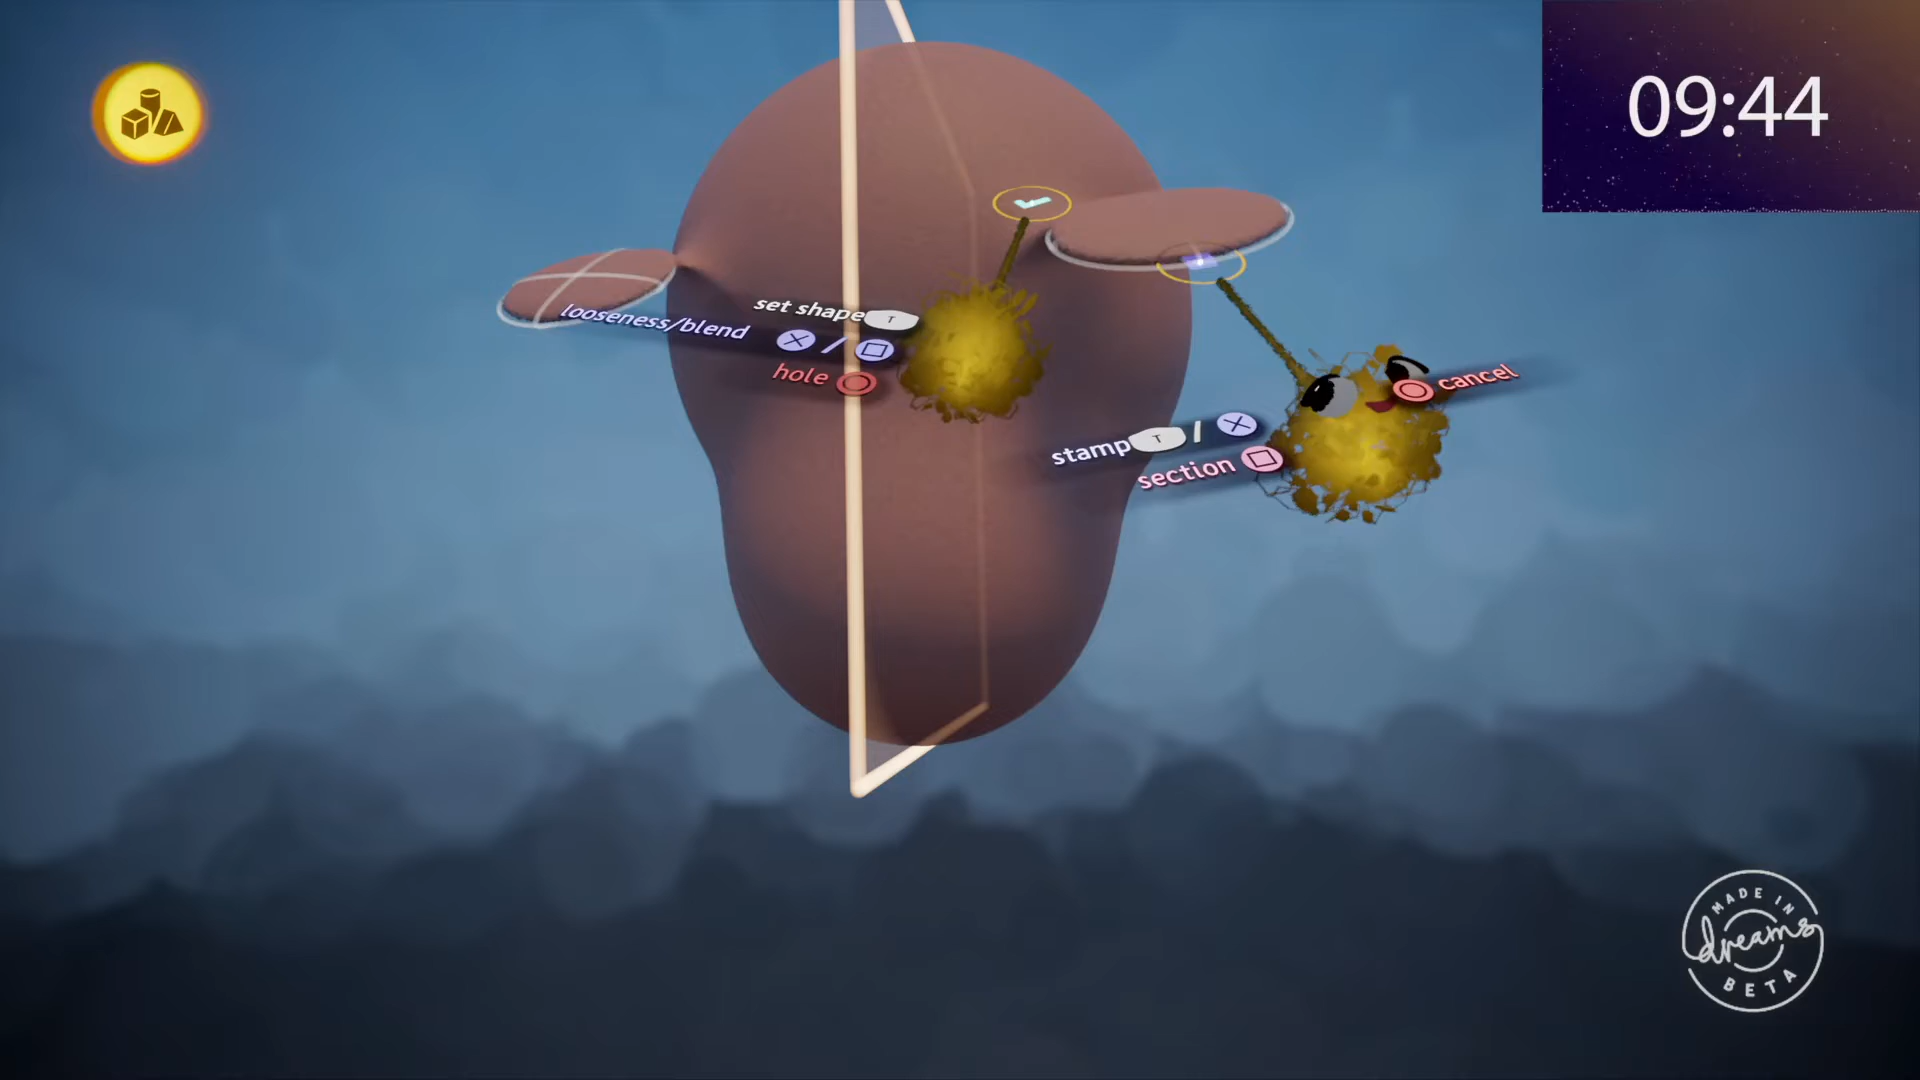 09:44
set shape T
looseness/blend /
hole
cancel
stamp T /
section
MADE IN
dreams
BETA